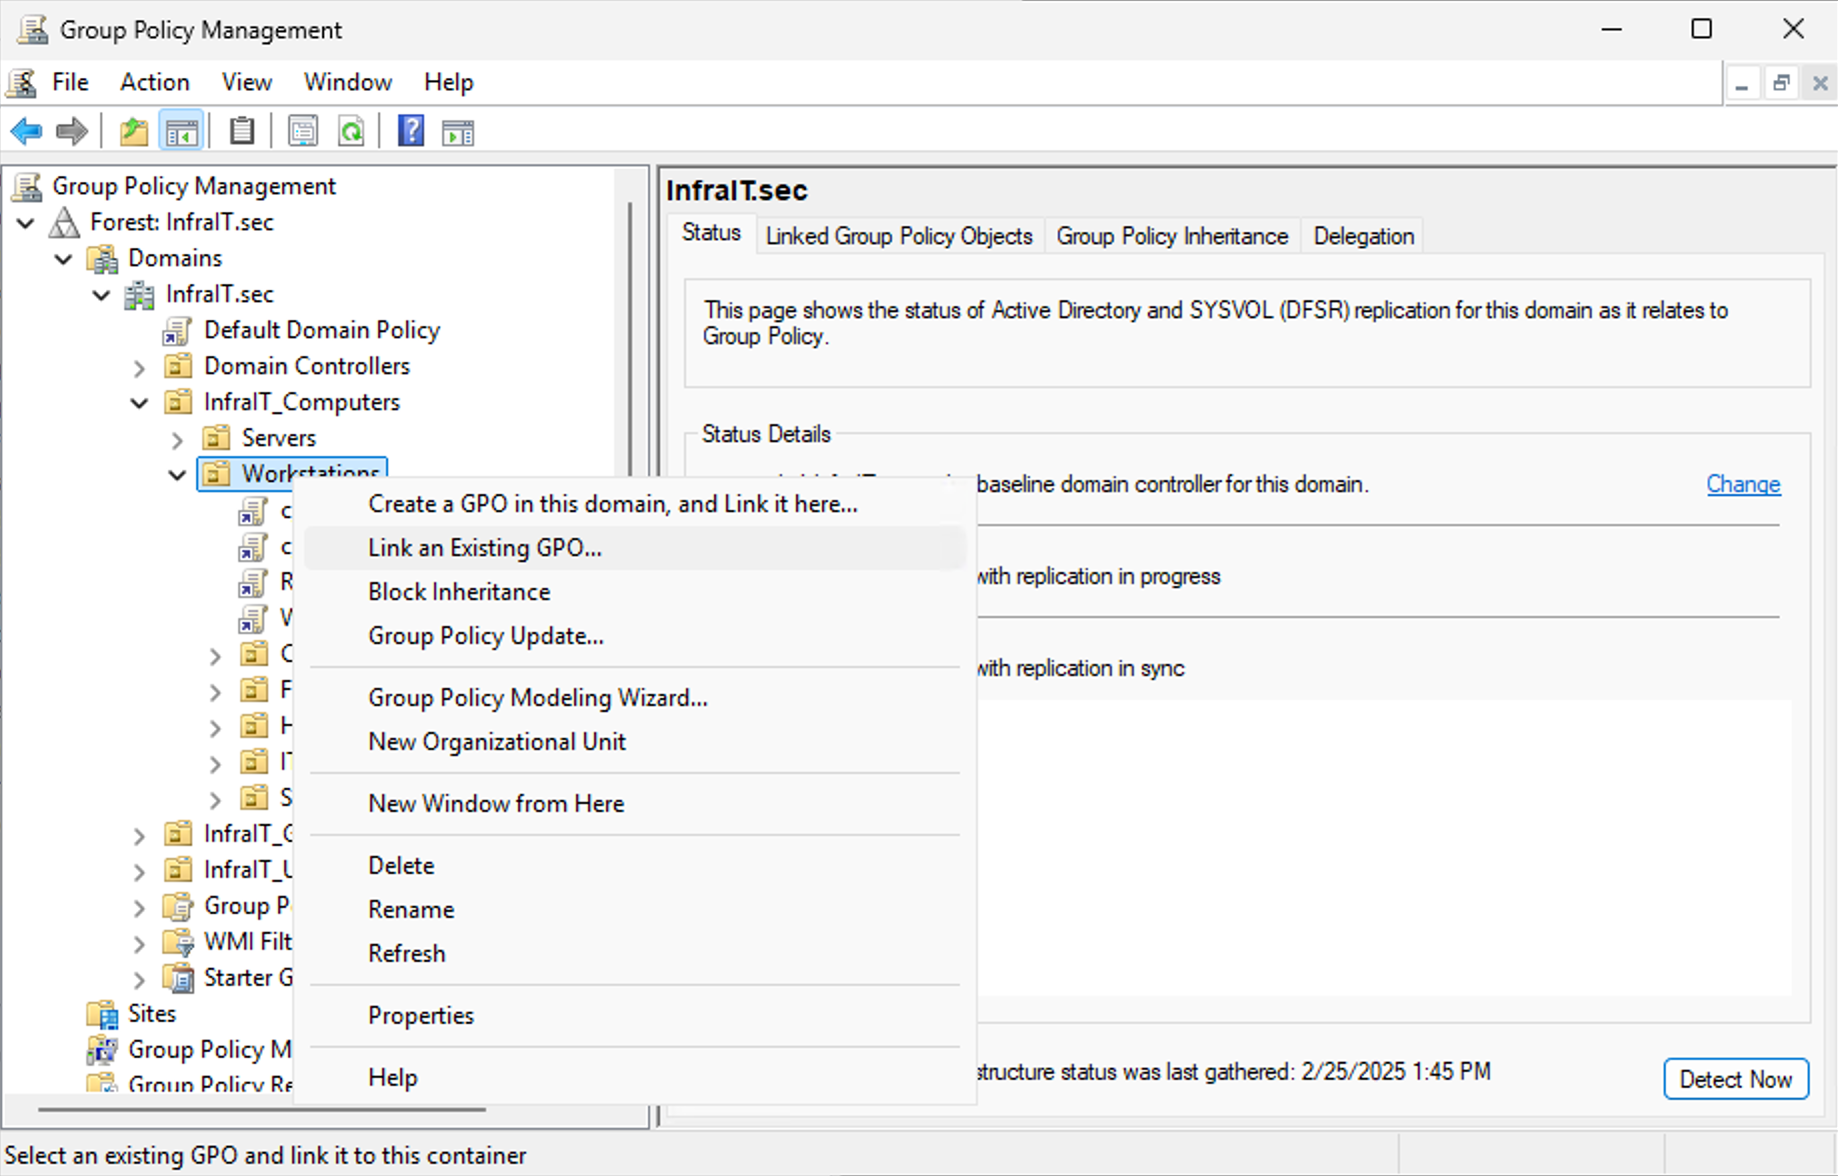 Group Policy Management
File Action View Window Help
Group Policy Management
Forest: InfraIT.sec
Domains
InfraIT.sec
Default Domain Policy
Domain Controllers
InfraIT_Computers
Servers
Workstations
Sites
Group Policy M
Group Policy Re
InfraIT_G
InfraIT_U
Group P
WMI Filt
Starter G
Create a GPO in this domain, and Link it here...
Link an Existing GPO...
Block Inheritance
Group Policy Update...
Group Policy Modeling Wizard...
New Organizational Unit
New Window from Here
Delete
Rename
Refresh
Properties
Help
InfraIT.sec
Status Linked Group Policy Objects Group Policy Inheritance Delegation
This page shows the status of Active Directory and SYSVOL (DFSR) replication for this domain as it relates to
Group Policy.
Status Details
baseline domain controller for this domain. Change
with replication in progress
with replication in sync
structure status was last gathered: 2/25/2025 1:45 PM
Detect Now
Select an existing GPO and link it to this container